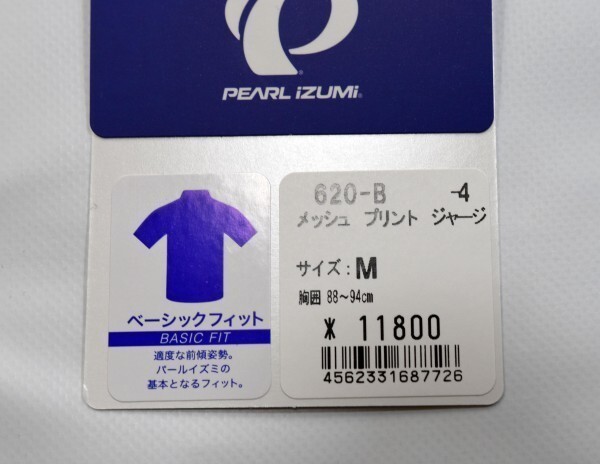 PEARL iZUMi
ベーシックフィット
BASIC FIT
適度な前傾姿勢。
パールイズミの
基本となるフィット。
620-B -4
メッシュ プリント ジャージ
サイズ:M
胸囲 88~94cm
¥ 11800
4562331687726